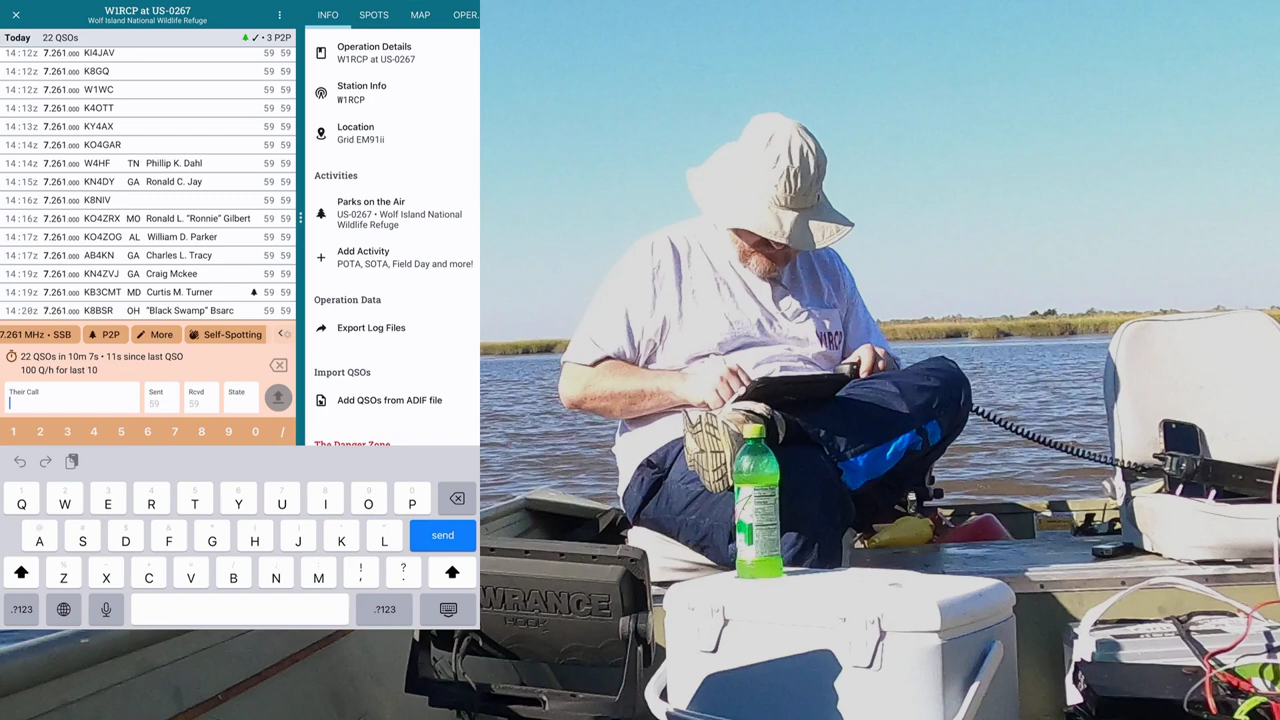 W1RCP at US-0267
Wolf Island National Wildlife Refuge
Today 22 QSOs ✓ • 3 P2P
14:12z 7.261.000 KI4JAV 59 59
14:12z 7.261.000 K8GQ 59 59
14:12z 7.261.000 W1WC 59 59
14:13z 7.261.000 K4OTT 59 59
14:13z 7.261.000 KY4AX 59 59
14:14z 7.261.000 KO4GAR 59 59
14:14z 7.261.000 W4HF TN Phillip K. Dahl 59 59
14:15z 7.261.000 KN4DY GA Ronald C. Jay 59 59
14:16z 7.261.000 K8NIV 59 59
14:16z 7.261.000 KO4ZRX MO Ronald L. "Ronnie" Gilbert 59 59
14:17z 7.261.000 KO4ZOG AL William D. Parker 59 59
14:17z 7.261.000 AB4KN GA Charles L. Tracy 59 59
14:19z 7.261.000 KN4ZVJ GA Craig Mckee 59 59
14:19z 7.261.000 KB3CMT MD Curtis M. Turner 59 59
14:20z 7.261.000 K8BSR OH "Black Swamp" Bsarc 59 59
7.261 MHz • SSB P2P More Self-Spotting
22 QSOs in 10m 7s • 11s since last QSO
100 Q/h for last 10
Their Call Sent Rcvd State
59 59
1 2 3 4 5 6 7 8 9 0 /
INFO SPOTS MAP OPER.
Operation Details
W1RCP at US-0267
Station Info
W1RCP
Location
Grid EM91ii
Activities
Parks on the Air
US-0267 • Wolf Island National
Wildlife Refuge
Add Activity
POTA, SOTA, Field Day and more!
Operation Data
Export Log Files
Import QSOs
Add QSOs from ADIF file
The Danger Zone
Q W E R T Y U I O P
A S D F G H J K L send
Z X C V B N M ! , ? .
.?123 .?123
W1RCP
WRANCE
HOOK